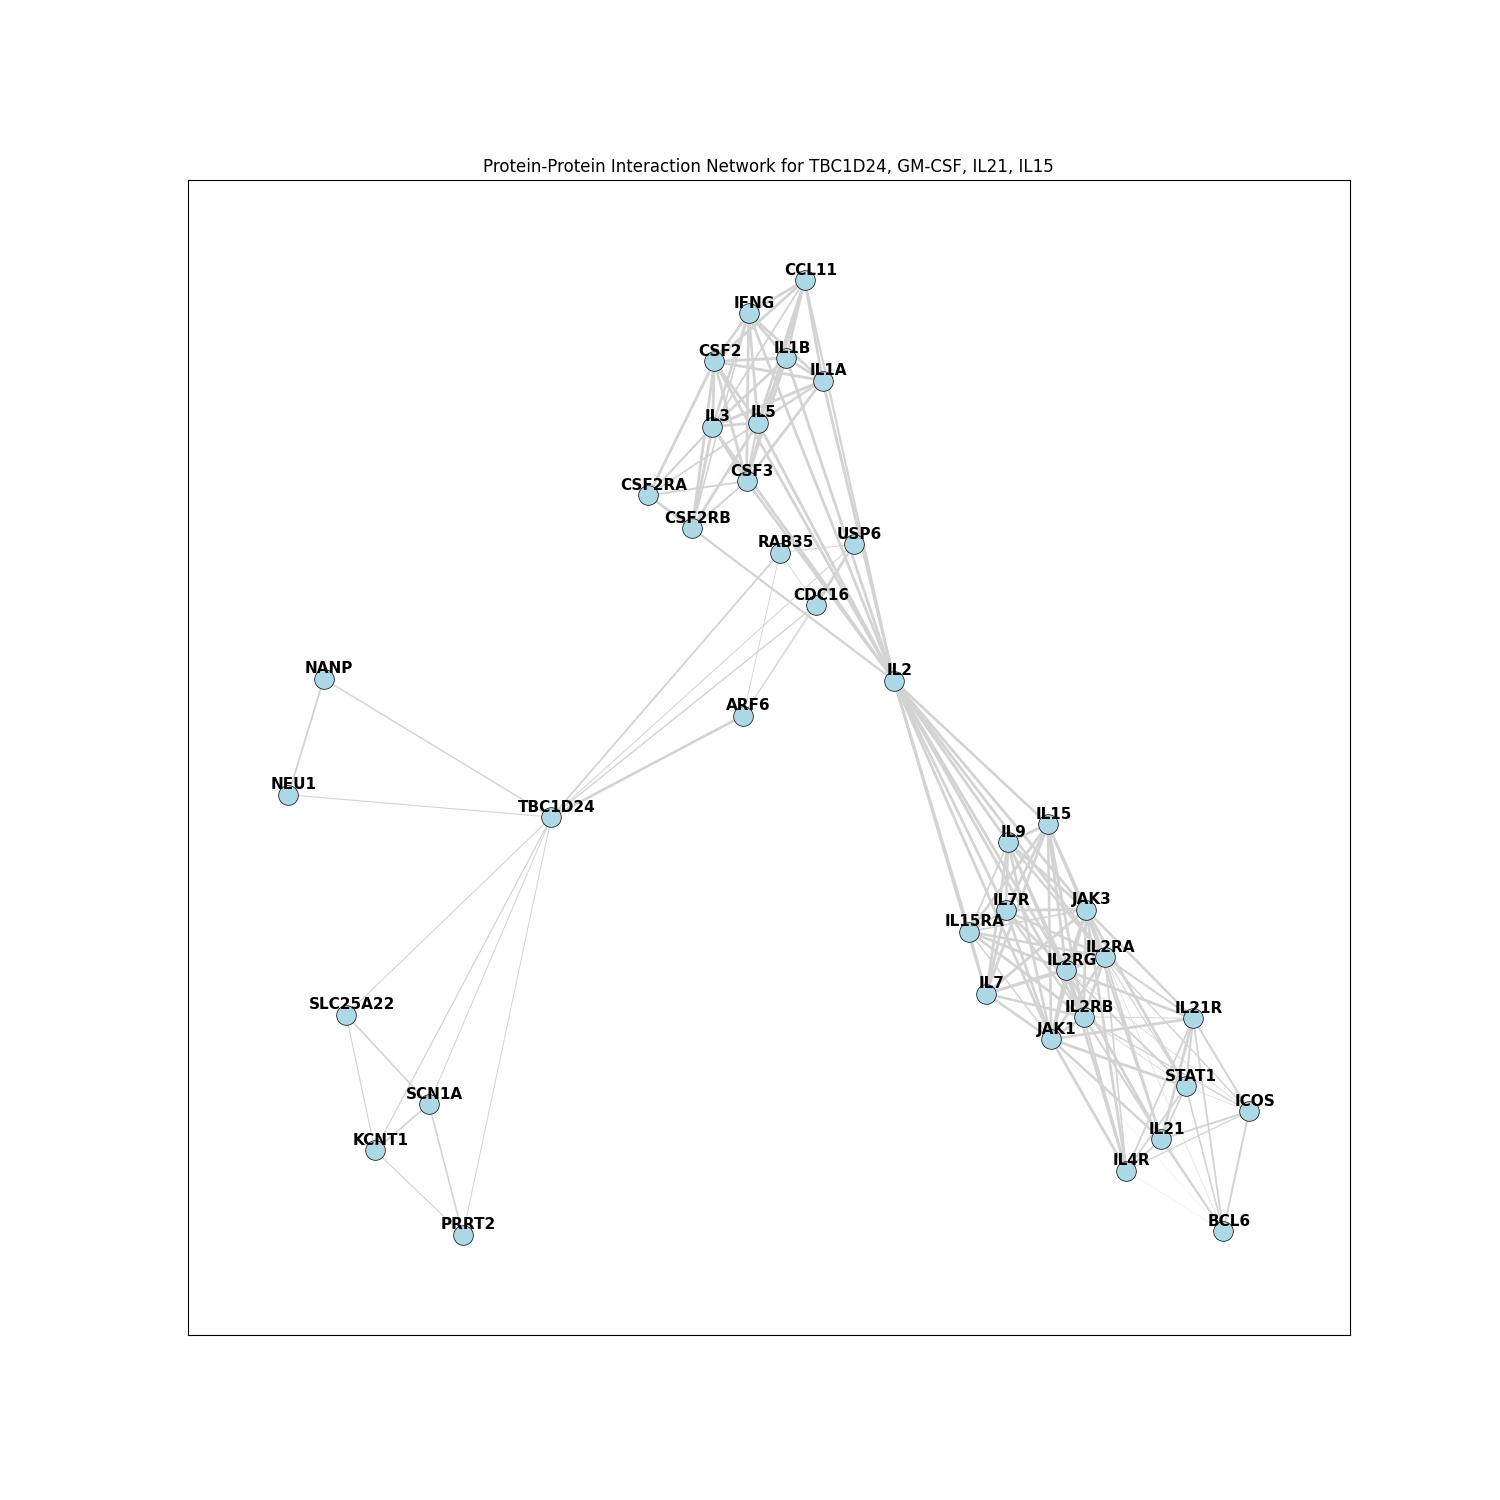 Protein-Protein Interaction Network for TBC1D24, GM-CSF, IL21, IL15
CCL11
IFNG
IL1B
CSF2
IL1A
IL5
IL3
CSF3
CSF2RA
CSF2RB
USP6
RAB35
CDC16
NANP
IL2
ARF6
NEU1
TBC1D24
IL15
IL9
JAK3
IL7R
IL15RA
IL2RA
IL2RG
IL7
SLC25A22
IL2RB
IL21R
JAK1
STAT1
SCN1A
ICOS
IL21
KCNT1
IL4R
BCL6
PRRT2